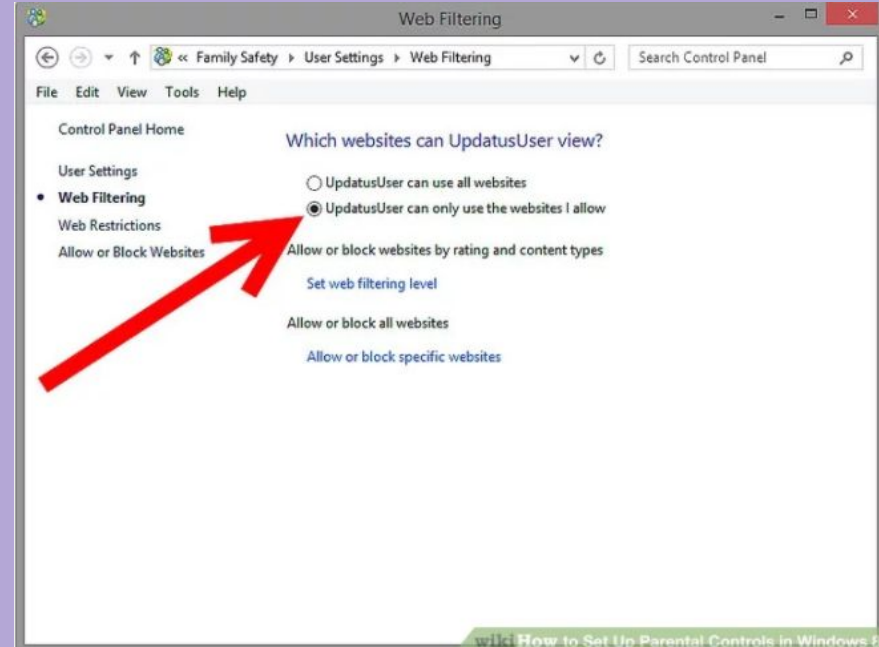 Web Filtering
« Family Safety ▸ User Settings ▸ Web Filtering
Search Control Panel
File Edit View Tools Help
Control Panel Home
User Settings
Web Filtering
Web Restrictions
Allow or Block Websites
Which websites can UpdatusUser view?
UpdatusUser can use all websites
UpdatusUser can only use the websites I allow
Allow or block websites by rating and content types
Set web filtering level
Allow or block all websites
Allow or block specific websites
wikiHow to Set Up Parental Controls in Windows 8